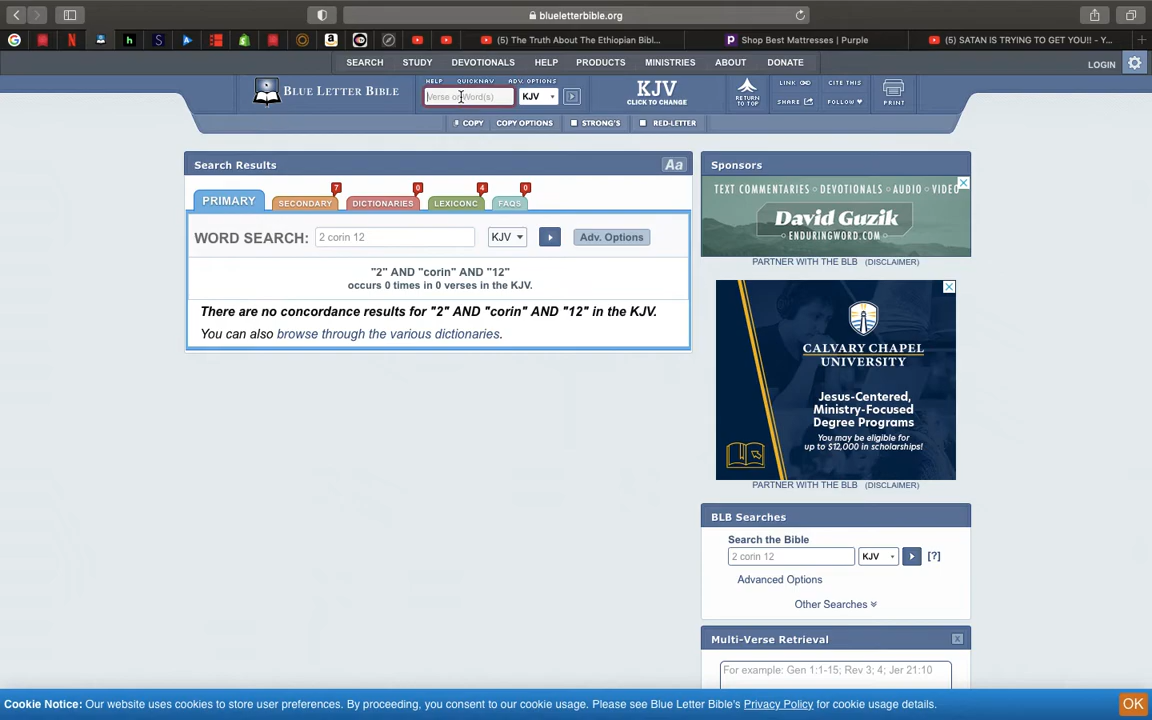 blueletterbible.org
(5) The Truth About The Ethiopian Bibl...
Shop Best Mattresses | Purple
(5) SATAN IS TRYING TO GET YOU!! - Y...
SEARCH STUDY DEVOTIONALS HELP PRODUCTS MINISTRIES ABOUT DONATE
LOGIN
HELP QUICKNAV ADV. OPTIONS
BLUE LETTER BIBLE
Verse or Word(s) KJV
KJV
CLICK TO CHANGE
RETURN TO TOP
LINK CITE THIS
SHARE FOLLOW
PRINT
COPY COPY OPTIONS STRONG'S RED-LETTER
Search Results Aa
7 0 4 0
PRIMARY SECONDARY DICTIONARIES LEXICONC FAQS
WORD SEARCH: 2 corin 12 KJV Adv. Options
"2" AND "corin" AND "12"
occurs 0 times in 0 verses in the KJV.
There are no concordance results for "2" AND "corin" AND "12" in the KJV.
You can also browse through the various dictionaries.
Sponsors
TEXT COMMENTARIES DEVOTIONALS AUDIO VIDEO
David Guzik
ENDURINGWORD.COM
PARTNER WITH THE BLB (DISCLAIMER)
CALVARY CHAPEL
UNIVERSITY
Jesus-Centered,
Ministry-Focused
Degree Programs
You may be eligible for
up to $12,000 in scholarships!
PARTNER WITH THE BLB (DISCLAIMER)
BLB Searches
Search the Bible
2 corin 12 KJV [?]
Advanced Options
Other Searches
Multi-Verse Retrieval
For example: Gen 1:1-15; Rev 3; 4; Jer 21:10
Cookie Notice: Our website uses cookies to store user preferences. By proceeding, you consent to our cookie usage. Please see Blue Letter Bible's Privacy Policy for cookie usage details. OK